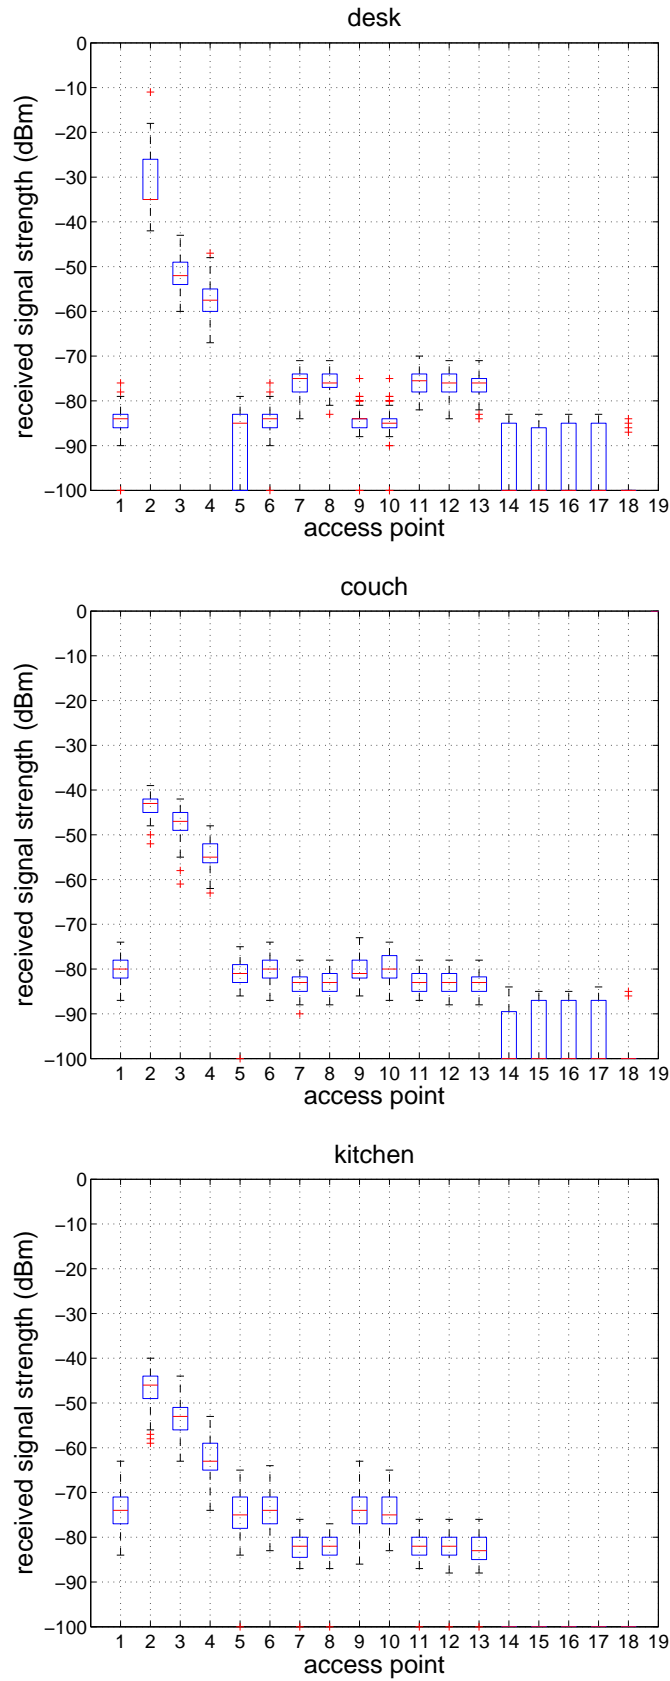 desk
received signal strength (dBm)
0
−10
−20
−30
−40
−50
−60
−70
−80
−90
−100
1 2 3 4 5 6 7 8 9 10 11 12 13 14 15 16 17 18 19
access point
couch
received signal strength (dBm)
0
−10
−20
−30
−40
−50
−60
−70
−80
−90
−100
1 2 3 4 5 6 7 8 9 10 11 12 13 14 15 16 17 18 19
access point
kitchen
received signal strength (dBm)
0
−10
−20
−30
−40
−50
−60
−70
−80
−90
−100
1 2 3 4 5 6 7 8 9 10 11 12 13 14 15 16 17 18 19
access point